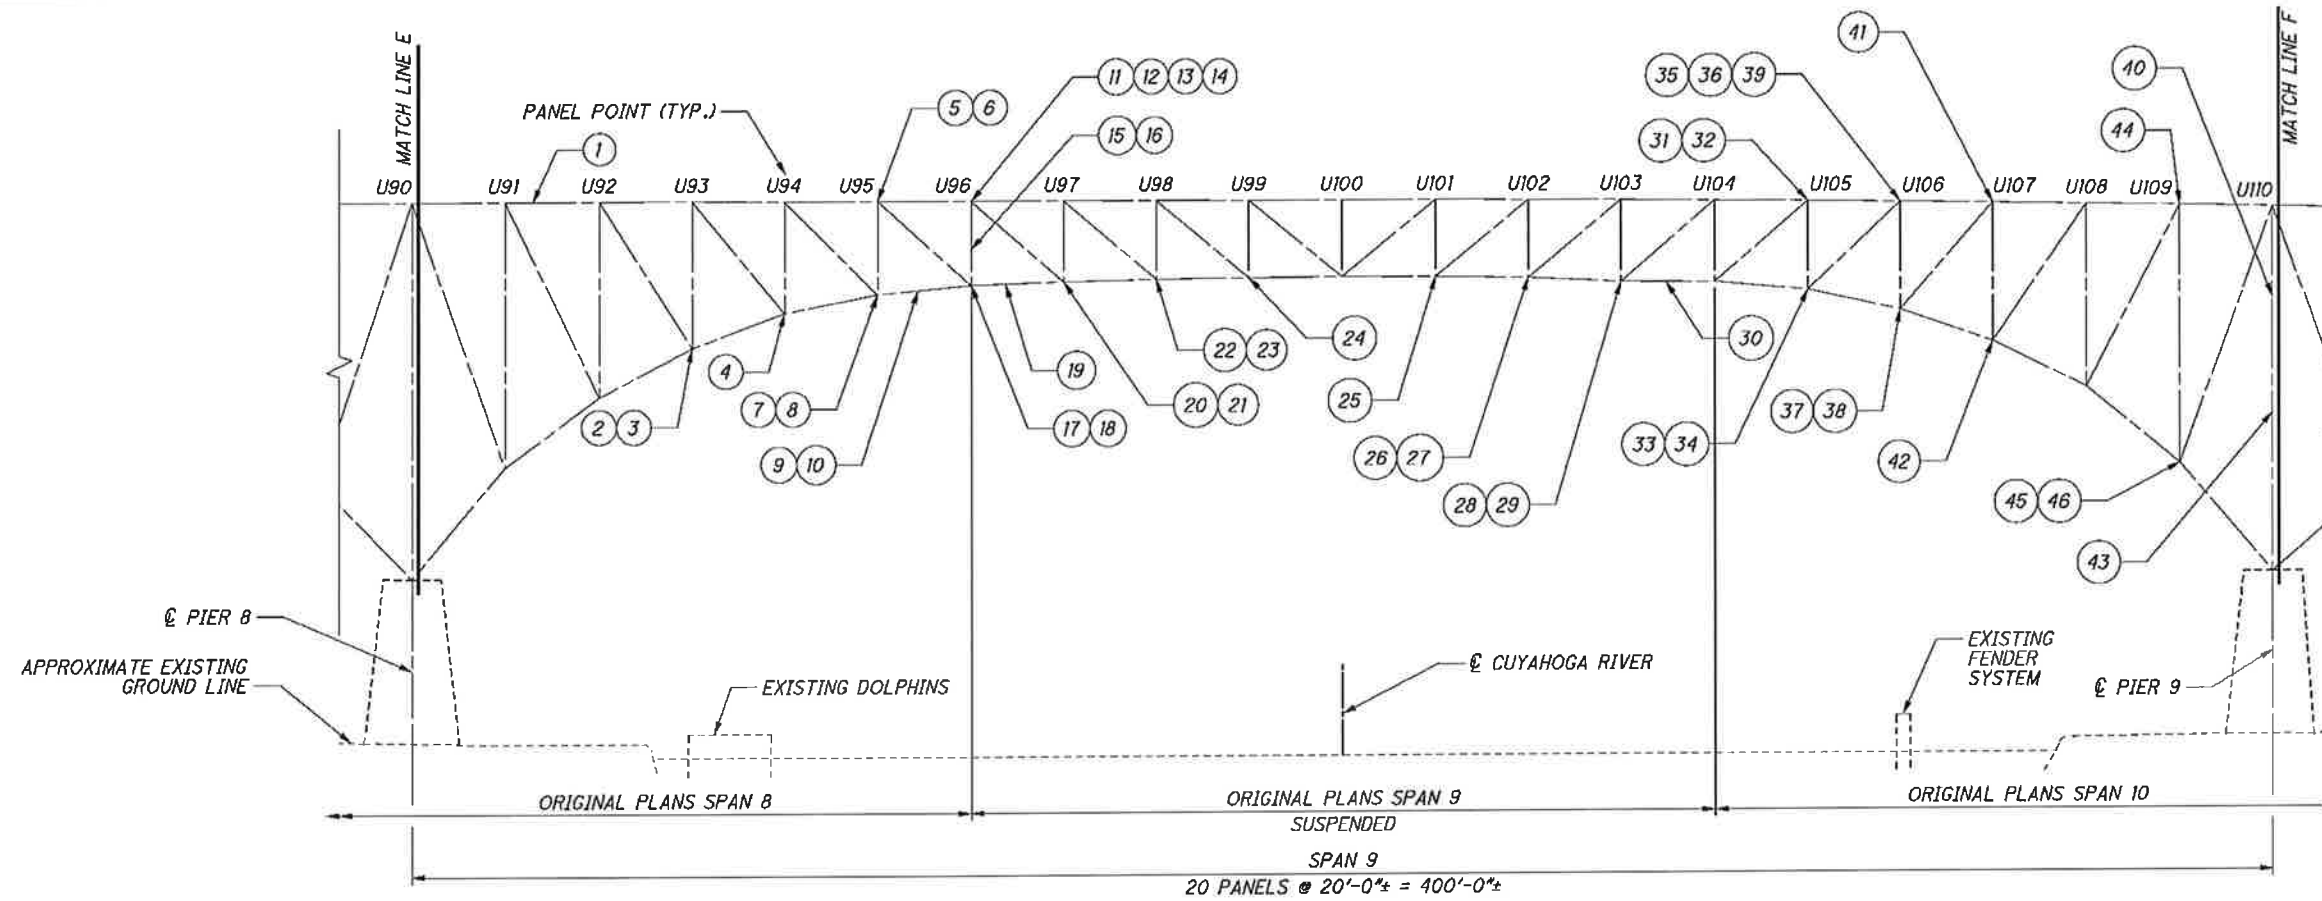 MATCH LINE E
MATCH LINE F
41
35 36 39
40
11 12 13 14
5 6
PANEL POINT (TYP.)
1
15 16
31 32
44
U90 U91 U92 U93 U94 U95 U96 U97 U98 U99 U100 U101 U102 U103 U104 U105 U106 U107 U108 U109 U110
4
22 23
24
30
19
7 8
20 21
25
37 38
2 3
17 18
33 34
9 10
26 27
42
28 29
45 46
43
℄ PIER 8
APPROXIMATE EXISTING
GROUND LINE
EXISTING DOLPHINS
℄ CUYAHOGA RIVER
EXISTING
FENDER
SYSTEM
℄ PIER 9
ORIGINAL PLANS SPAN 8
ORIGINAL PLANS SPAN 9
SUSPENDED
ORIGINAL PLANS SPAN 10
SPAN 9
20 PANELS @ 20'-0"± = 400'-0"±